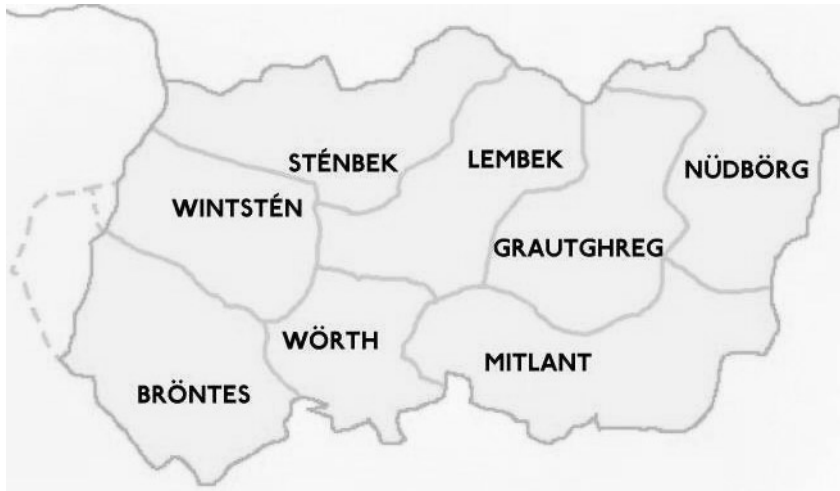 STÉNBEK
LEMBEK
NÜDBÖRG
WINTSTÉN
GRAUTGHREG
WÖRTH
MITLANT
BRÖNTES